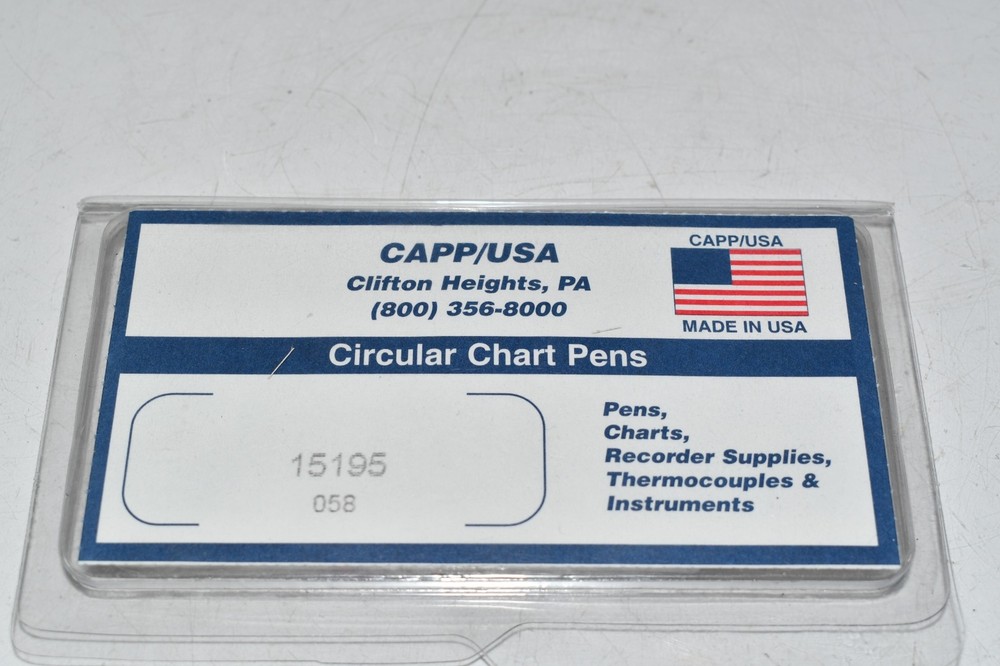 CAPP/USA
Clifton Heights, PA
(800) 356-8000
CAPP/USA
MADE IN USA
Circular Chart Pens
15195
058
Pens,
Charts,
Recorder Supplies,
Thermocouples &
Instruments